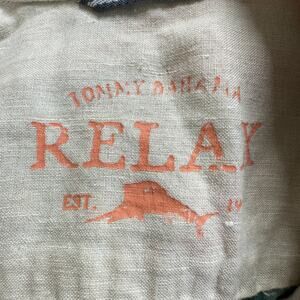 TOMMY BAHAMA
RELAX
EST. 19